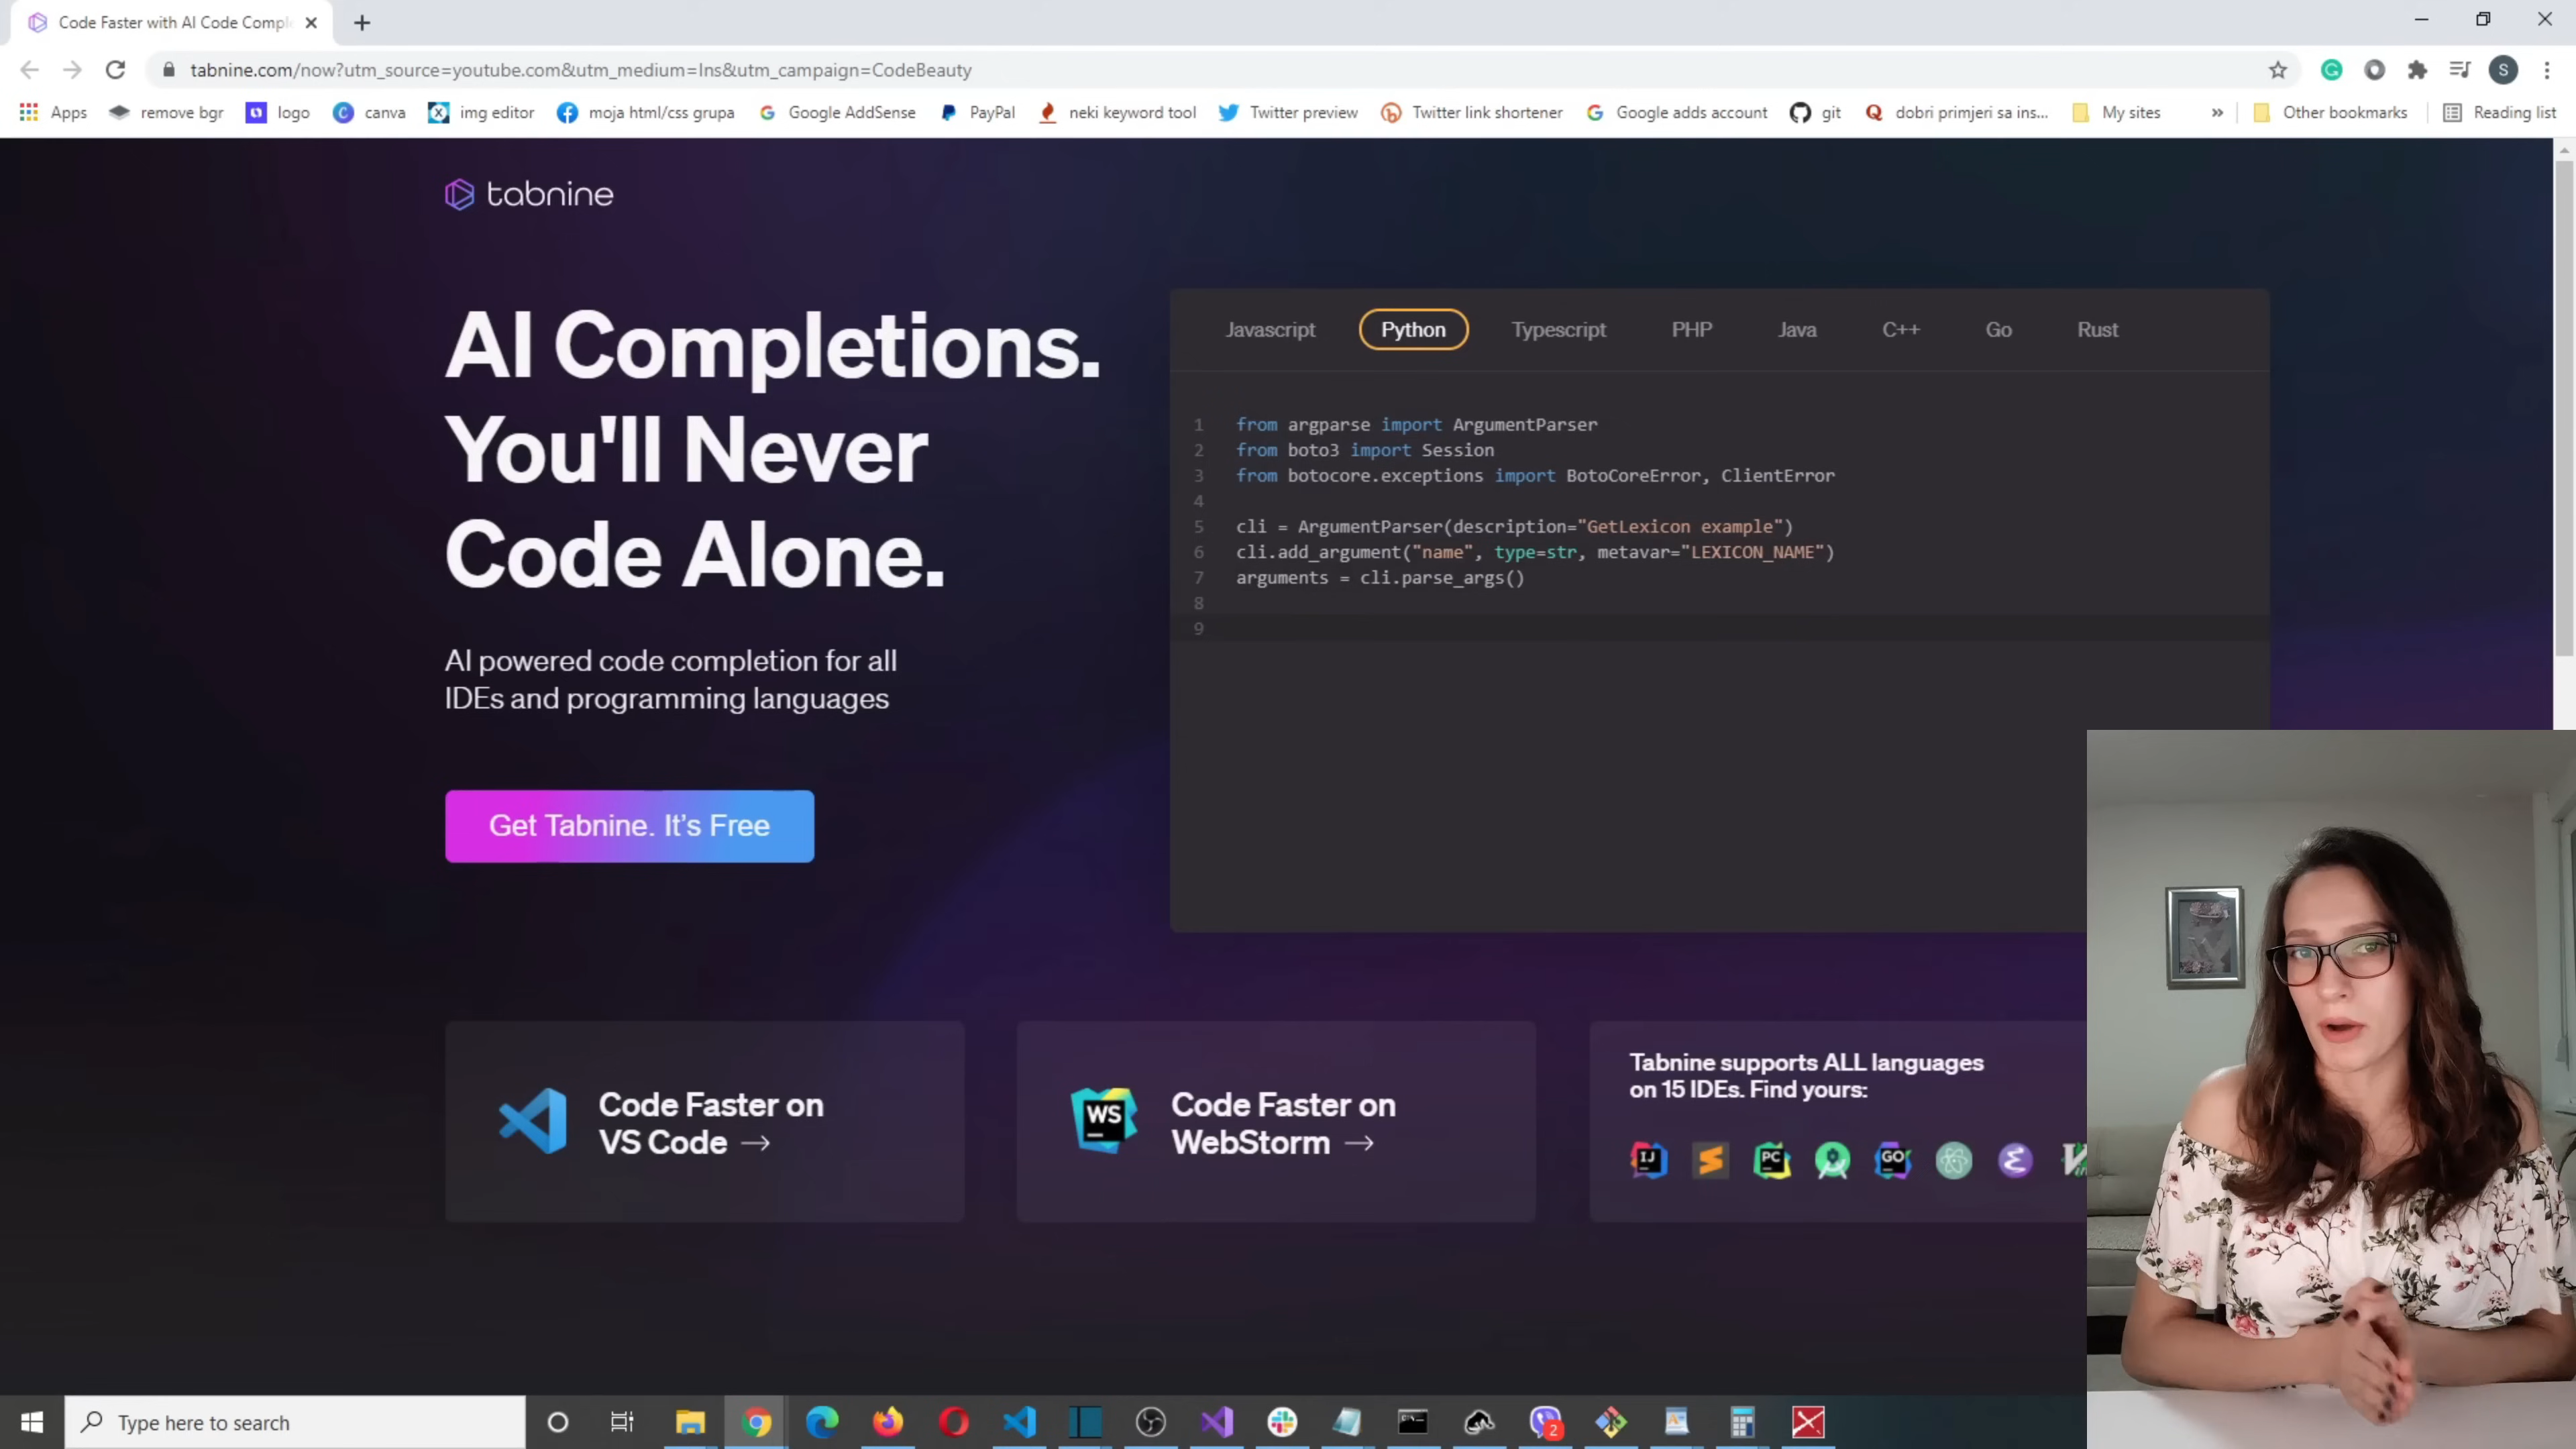 Code Faster with AI Code Compl
tabnine.com/now?utm_source=youtube.com&utm_medium=Ins&utm_campaign=CodeBeauty
S
Apps remove bgr logo canva img editor moja html/css grupa Google AddSense PayPal neki keyword tool Twitter preview Twitter link shortener Google adds account git dobri primjeri sa ins... My sites » Other bookmarks Reading list
tabnine
AI Completions.
You'll Never
Code Alone.
AI powered code completion for all
IDEs and programming languages
Get Tabnine. It's Free
Javascript Python Typescript PHP Java C++ Go Rust
1 from argparse import ArgumentParser
2 from boto3 import Session
3 from botocore.exceptions import BotoCoreError, ClientError
4
5 cli = ArgumentParser(description="GetLexicon example")
6 cli.add_argument("name", type=str, metavar="LEXICON_NAME")
7 arguments = cli.parse_args()
8
9
Code Faster on
VS Code →
WS
Code Faster on
WebStorm →
Tabnine supports ALL languages
on 15 IDEs. Find yours:
IJ PC GO
Type here to search
2